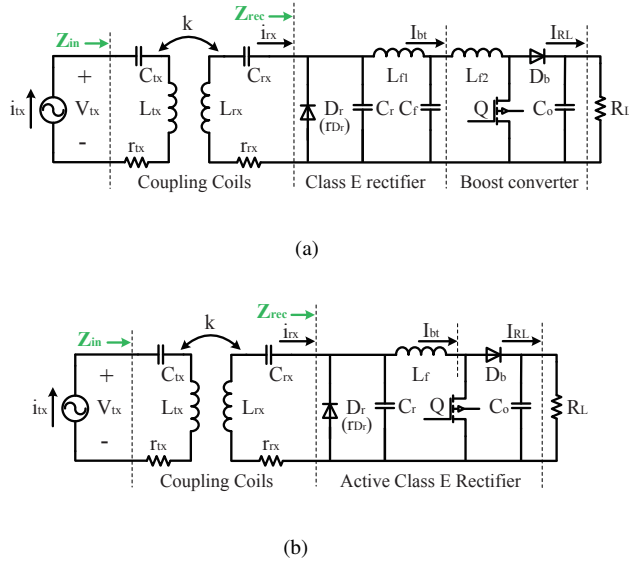 Zin k Zrec irx Ibt IRL
Ctx Crx Lf1 Lf2 Db
itx + Vtx - Ltx Lrx Dr (rDr) Cr Cf Q Co RL
rtx rrx
Coupling Coils Class E rectifier Boost converter
(a)
Zin k Zrec irx Ibt IRL
Ctx Crx Lf Db
itx + Vtx - Ltx Lrx Dr (rDr) Cr Q Co RL
rtx rrx
Coupling Coils Active Class E Rectifier
(b)